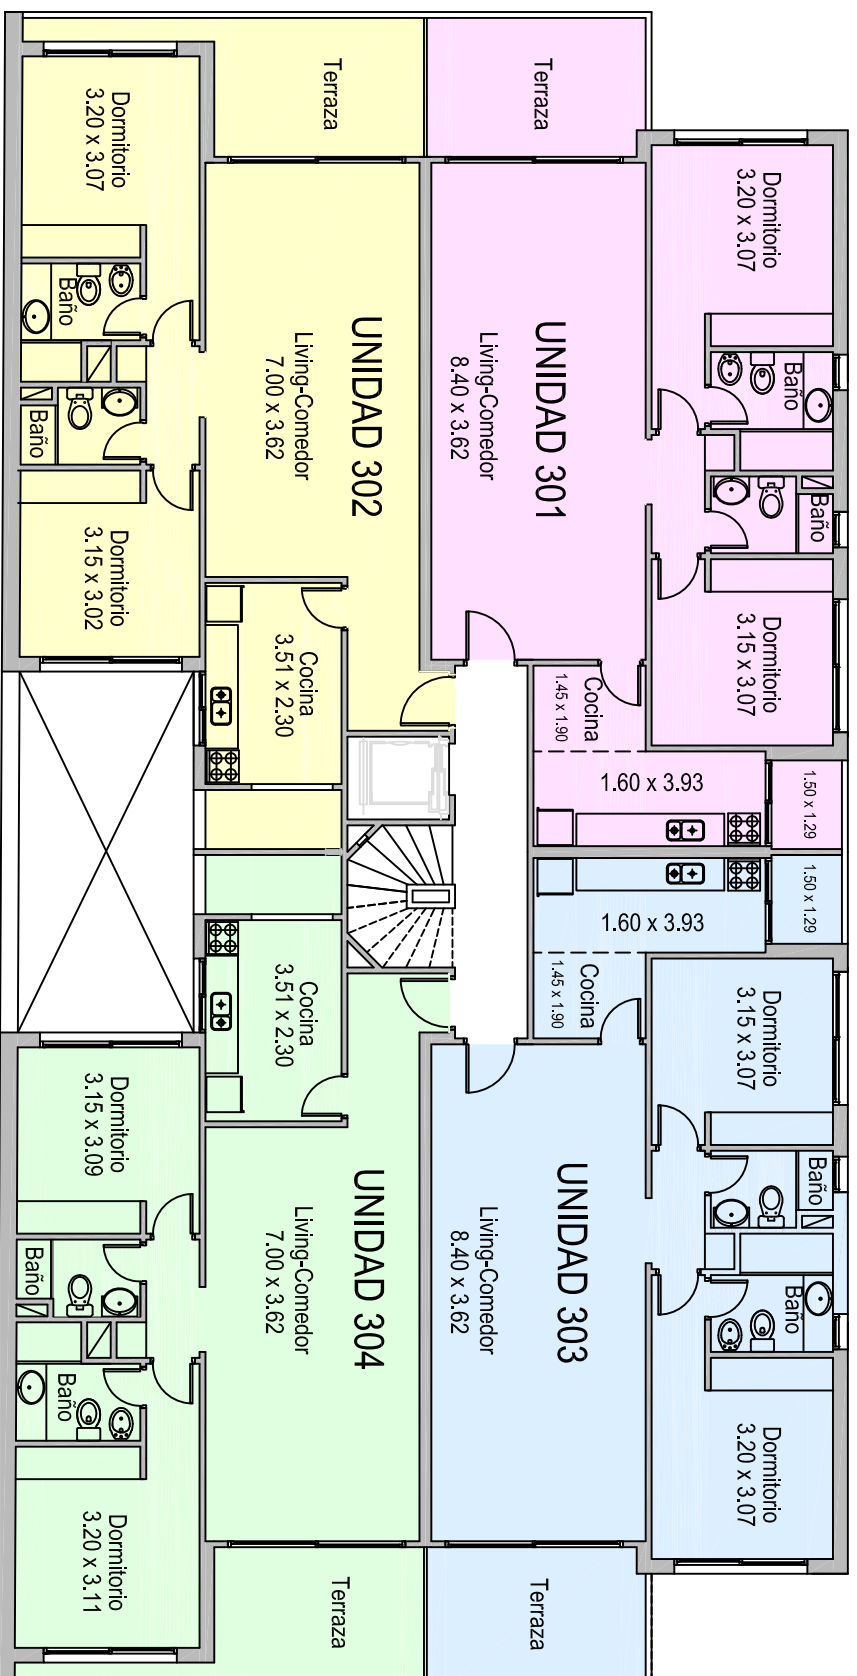 Terraza
Terraza
Dormitorio
3.20 x 3.07
Dormitorio
3.20 x 3.07
Baño
Baño
UNIDAD 302
Living-Comedor
7.00 x 3.62
UNIDAD 301
Living-Comedor
8.40 x 3.62
Baño
Baño
Dormitorio
3.15 x 3.02
Dormitorio
3.15 x 3.07
Cocina
3.51 x 2.30
Cocina
1.45 x 1.90
1.60 x 3.93
1.50 x 1.29
1.50 x 1.29
1.60 x 3.93
Cocina
3.51 x 2.30
Cocina
1.45 x 1.90
Dormitorio
3.15 x 3.07
Dormitorio
3.15 x 3.09
Baño
Baño
UNIDAD 304
Living-Comedor
7.00 x 3.62
UNIDAD 303
Living-Comedor
8.40 x 3.62
Baño
Baño
Dormitorio
3.20 x 3.11
Dormitorio
3.20 x 3.07
Terraza
Terraza